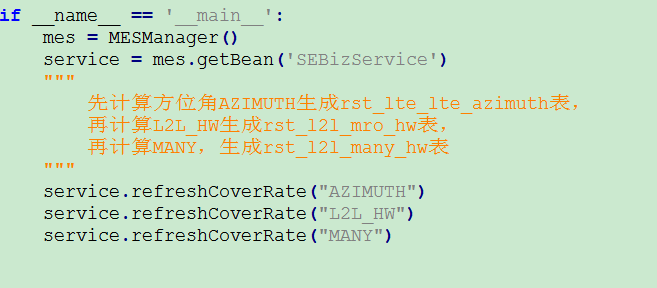 if __name__ == '__main__':
    mes = MESManager()
    service = mes.getBean('SEBizService')
    """
        先计算方位角AZIMUTH生成rst_lte_lte_azimuth表,
        再计算L2L_HW生成rst_l2l_mro_hw表,
        再计算MANY，生成rst_l2l_many_hw表
    """
    service.refreshCoverRate("AZIMUTH")
    service.refreshCoverRate("L2L_HW")
    service.refreshCoverRate("MANY")